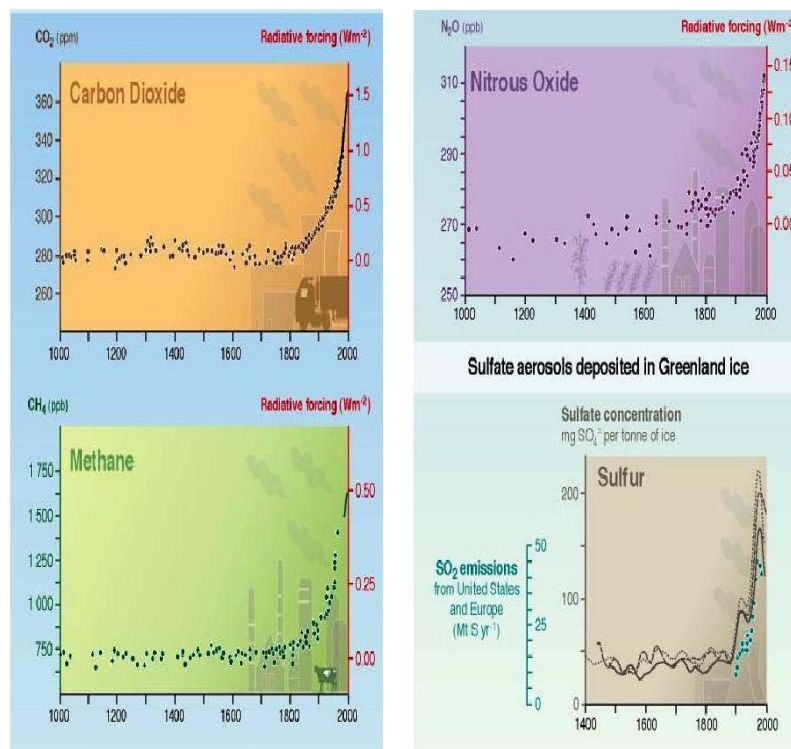 CO₂ (ppm) Radiative forcing (Wm⁻²)
Carbon Dioxide
360
340
320
300
280
260
1.5
1.0
0.5
0.0
1000 1200 1400 1600 1800 2000
CH₄ (ppb) Radiative forcing (Wm⁻²)
Methane
1 750
1 500
1 250
1 000
750
0.50
0.25
0.00
1000 1200 1400 1600 1800 2000
N₂O (ppb) Radiative forcing (Wm⁻²
Nitrous Oxide
310
290
270
250
0.15
0.10
0.05
0.00
1000 1200 1400 1600 1800 2000
Sulfate aerosols deposited in Greenland ice
Sulfate concentration
mg SO₄²⁻ per tonne of ice
Sulfur
200
100
0
50
25
0
SO₂ emissions
from United States
and Europe
(Mt S yr⁻¹)
1400 1600 1800 2000